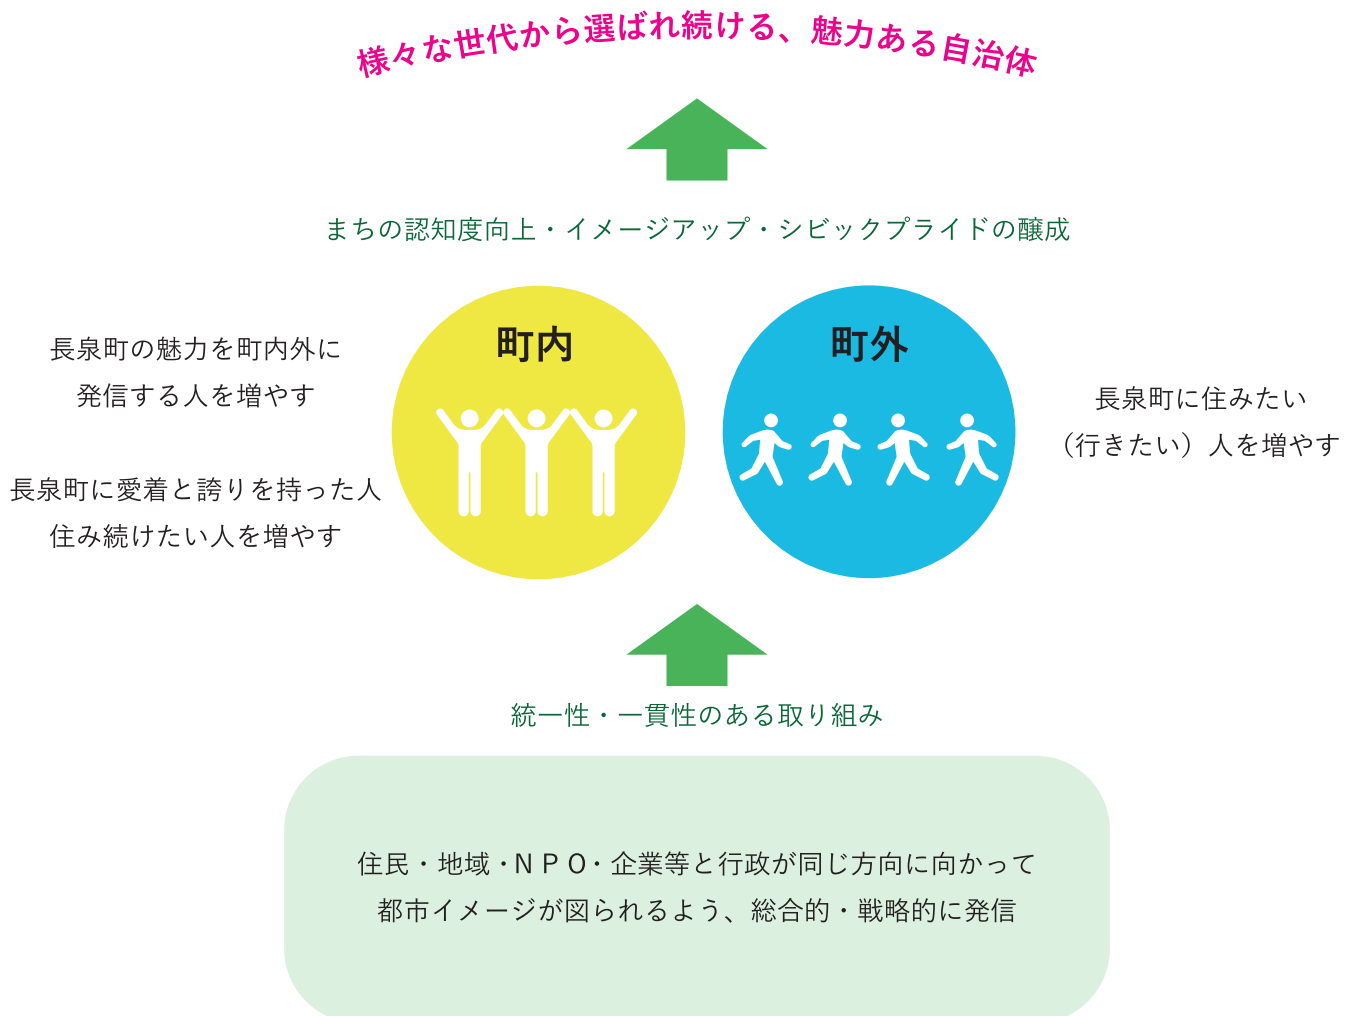 様々な世代から選ばれ続ける、魅力ある自治体
まちの認知度向上・イメージアップ・シビックプライドの醸成
町内
町外
長泉町の魅力を町内外に
発信する人を増やす
長泉町に愛着と誇りを持った人
住み続けたい人を増やす
長泉町に住みたい
（行きたい）人を増やす
統一性・一貫性のある取り組み
住民・地域・ＮＰＯ・企業等と行政が同じ方向に向かって
都市イメージが図られるよう、総合的・戦略的に発信